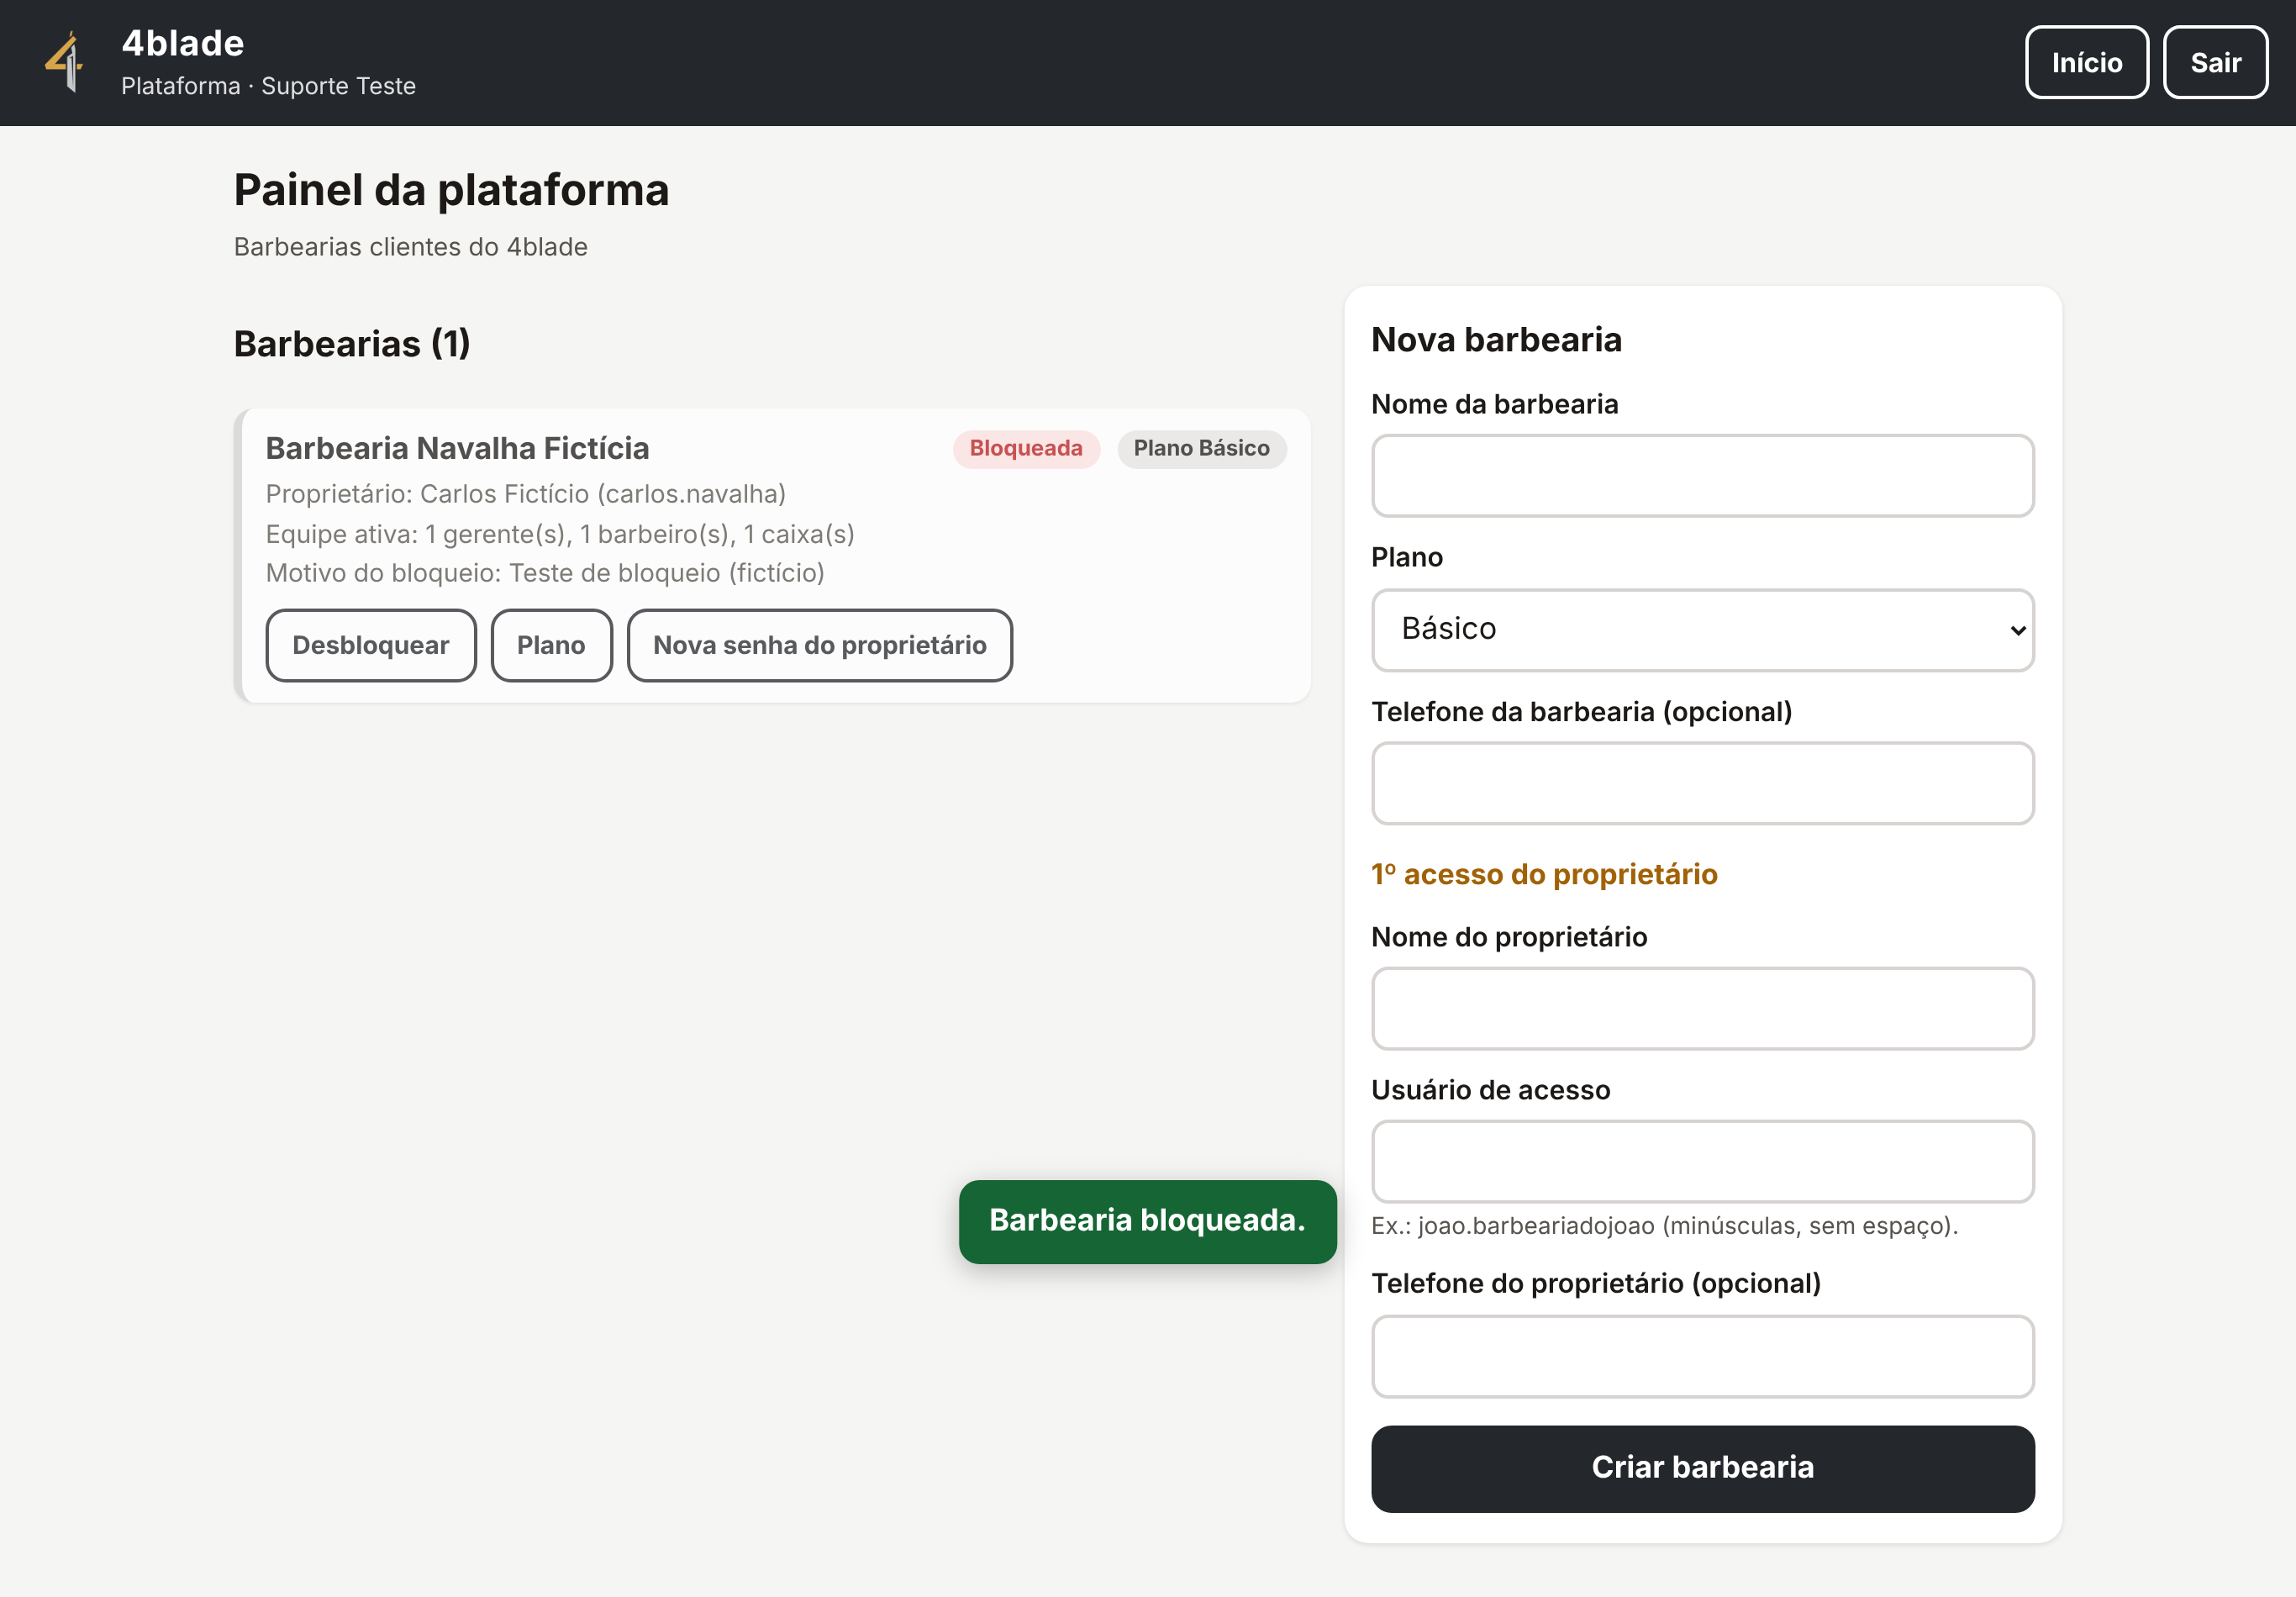 4blade
Plataforma · Suporte Teste
Início
Sair
Painel da plataforma
Barbearias clientes do 4blade
Barbearias (1)
Barbearia Navalha Fictícia
Bloqueada
Plano Básico
Proprietário: Carlos Fictício (carlos.navalha)
Equipe ativa: 1 gerente(s), 1 barbeiro(s), 1 caixa(s)
Motivo do bloqueio: Teste de bloqueio (fictício)
Desbloquear
Plano
Nova senha do proprietário
Nova barbearia
Nome da barbearia
Plano
Básico
Telefone da barbearia (opcional)
1º acesso do proprietário
Nome do proprietário
Usuário de acesso
Ex.: joao.barbeariadojoao (minúsculas, sem espaço).
Telefone do proprietário (opcional)
Criar barbearia
Barbearia bloqueada.